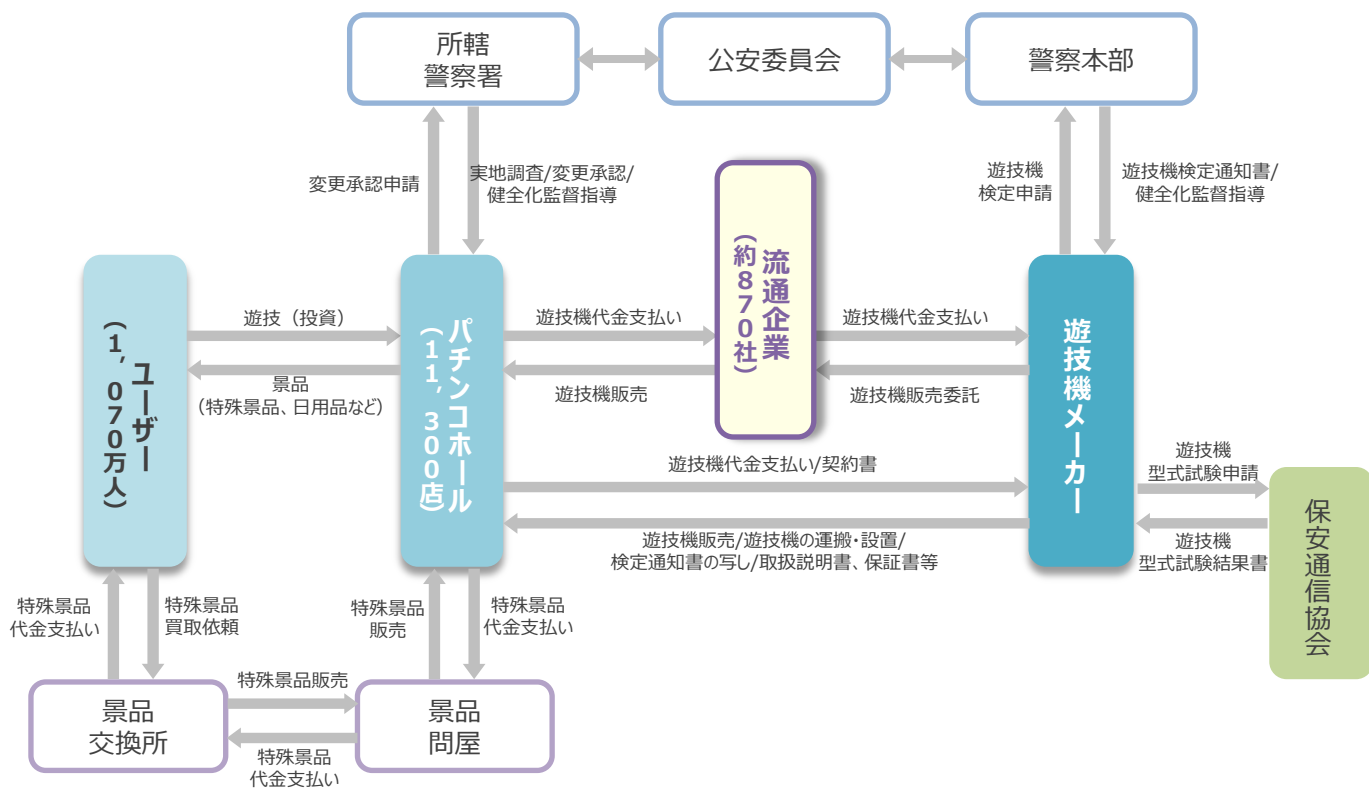 所轄
警察署
公安委員会
警察本部
変更承認申請
実地調査/変更承認/
健全化監督指導
遊技機
検定申請
遊技機検定通知書/
健全化監督指導
ユーザー
(1,070万人)
遊技（投資）
景品
（特殊景品、日用品など）
パチンコホール
(11,300店)
遊技機代金支払い
遊技機販売
流通企業
(約870社)
遊技機代金支払い
遊技機販売委託
遊技機メーカー
遊技機代金支払い/契約書
遊技機販売/遊技機の運搬・設置/
検定通知書の写し/取扱説明書、保証書等
遊技機
型式試験申請
遊技機
型式試験結果書
保安通信協会
特殊景品
代金支払い
特殊景品
買取依頼
特殊景品
販売
特殊景品
代金支払い
景品
交換所
特殊景品販売
特殊景品
代金支払い
景品
問屋